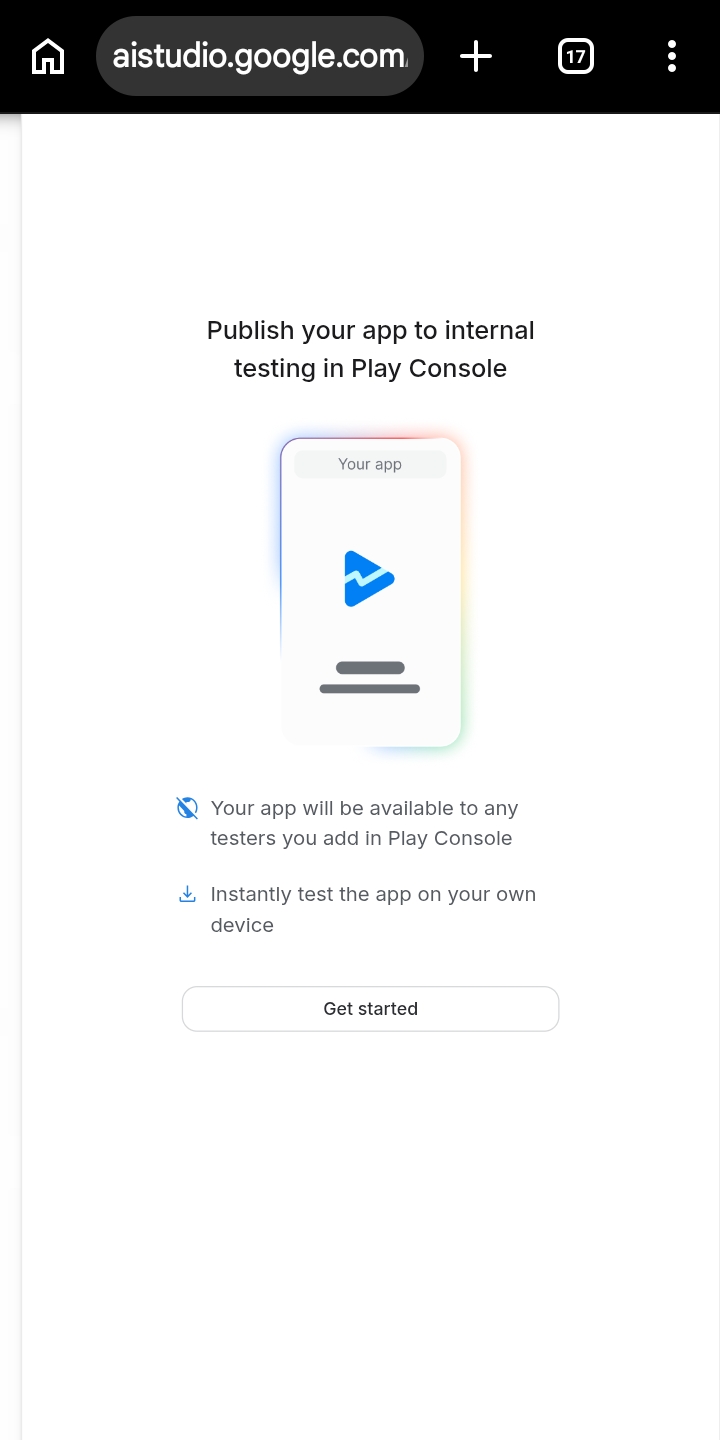 aistudio.google.com/
17
Publish your app to internal
testing in Play Console
Your app
Your app will be available to any
testers you add in Play Console
Instantly test the app on your own
device
Get started